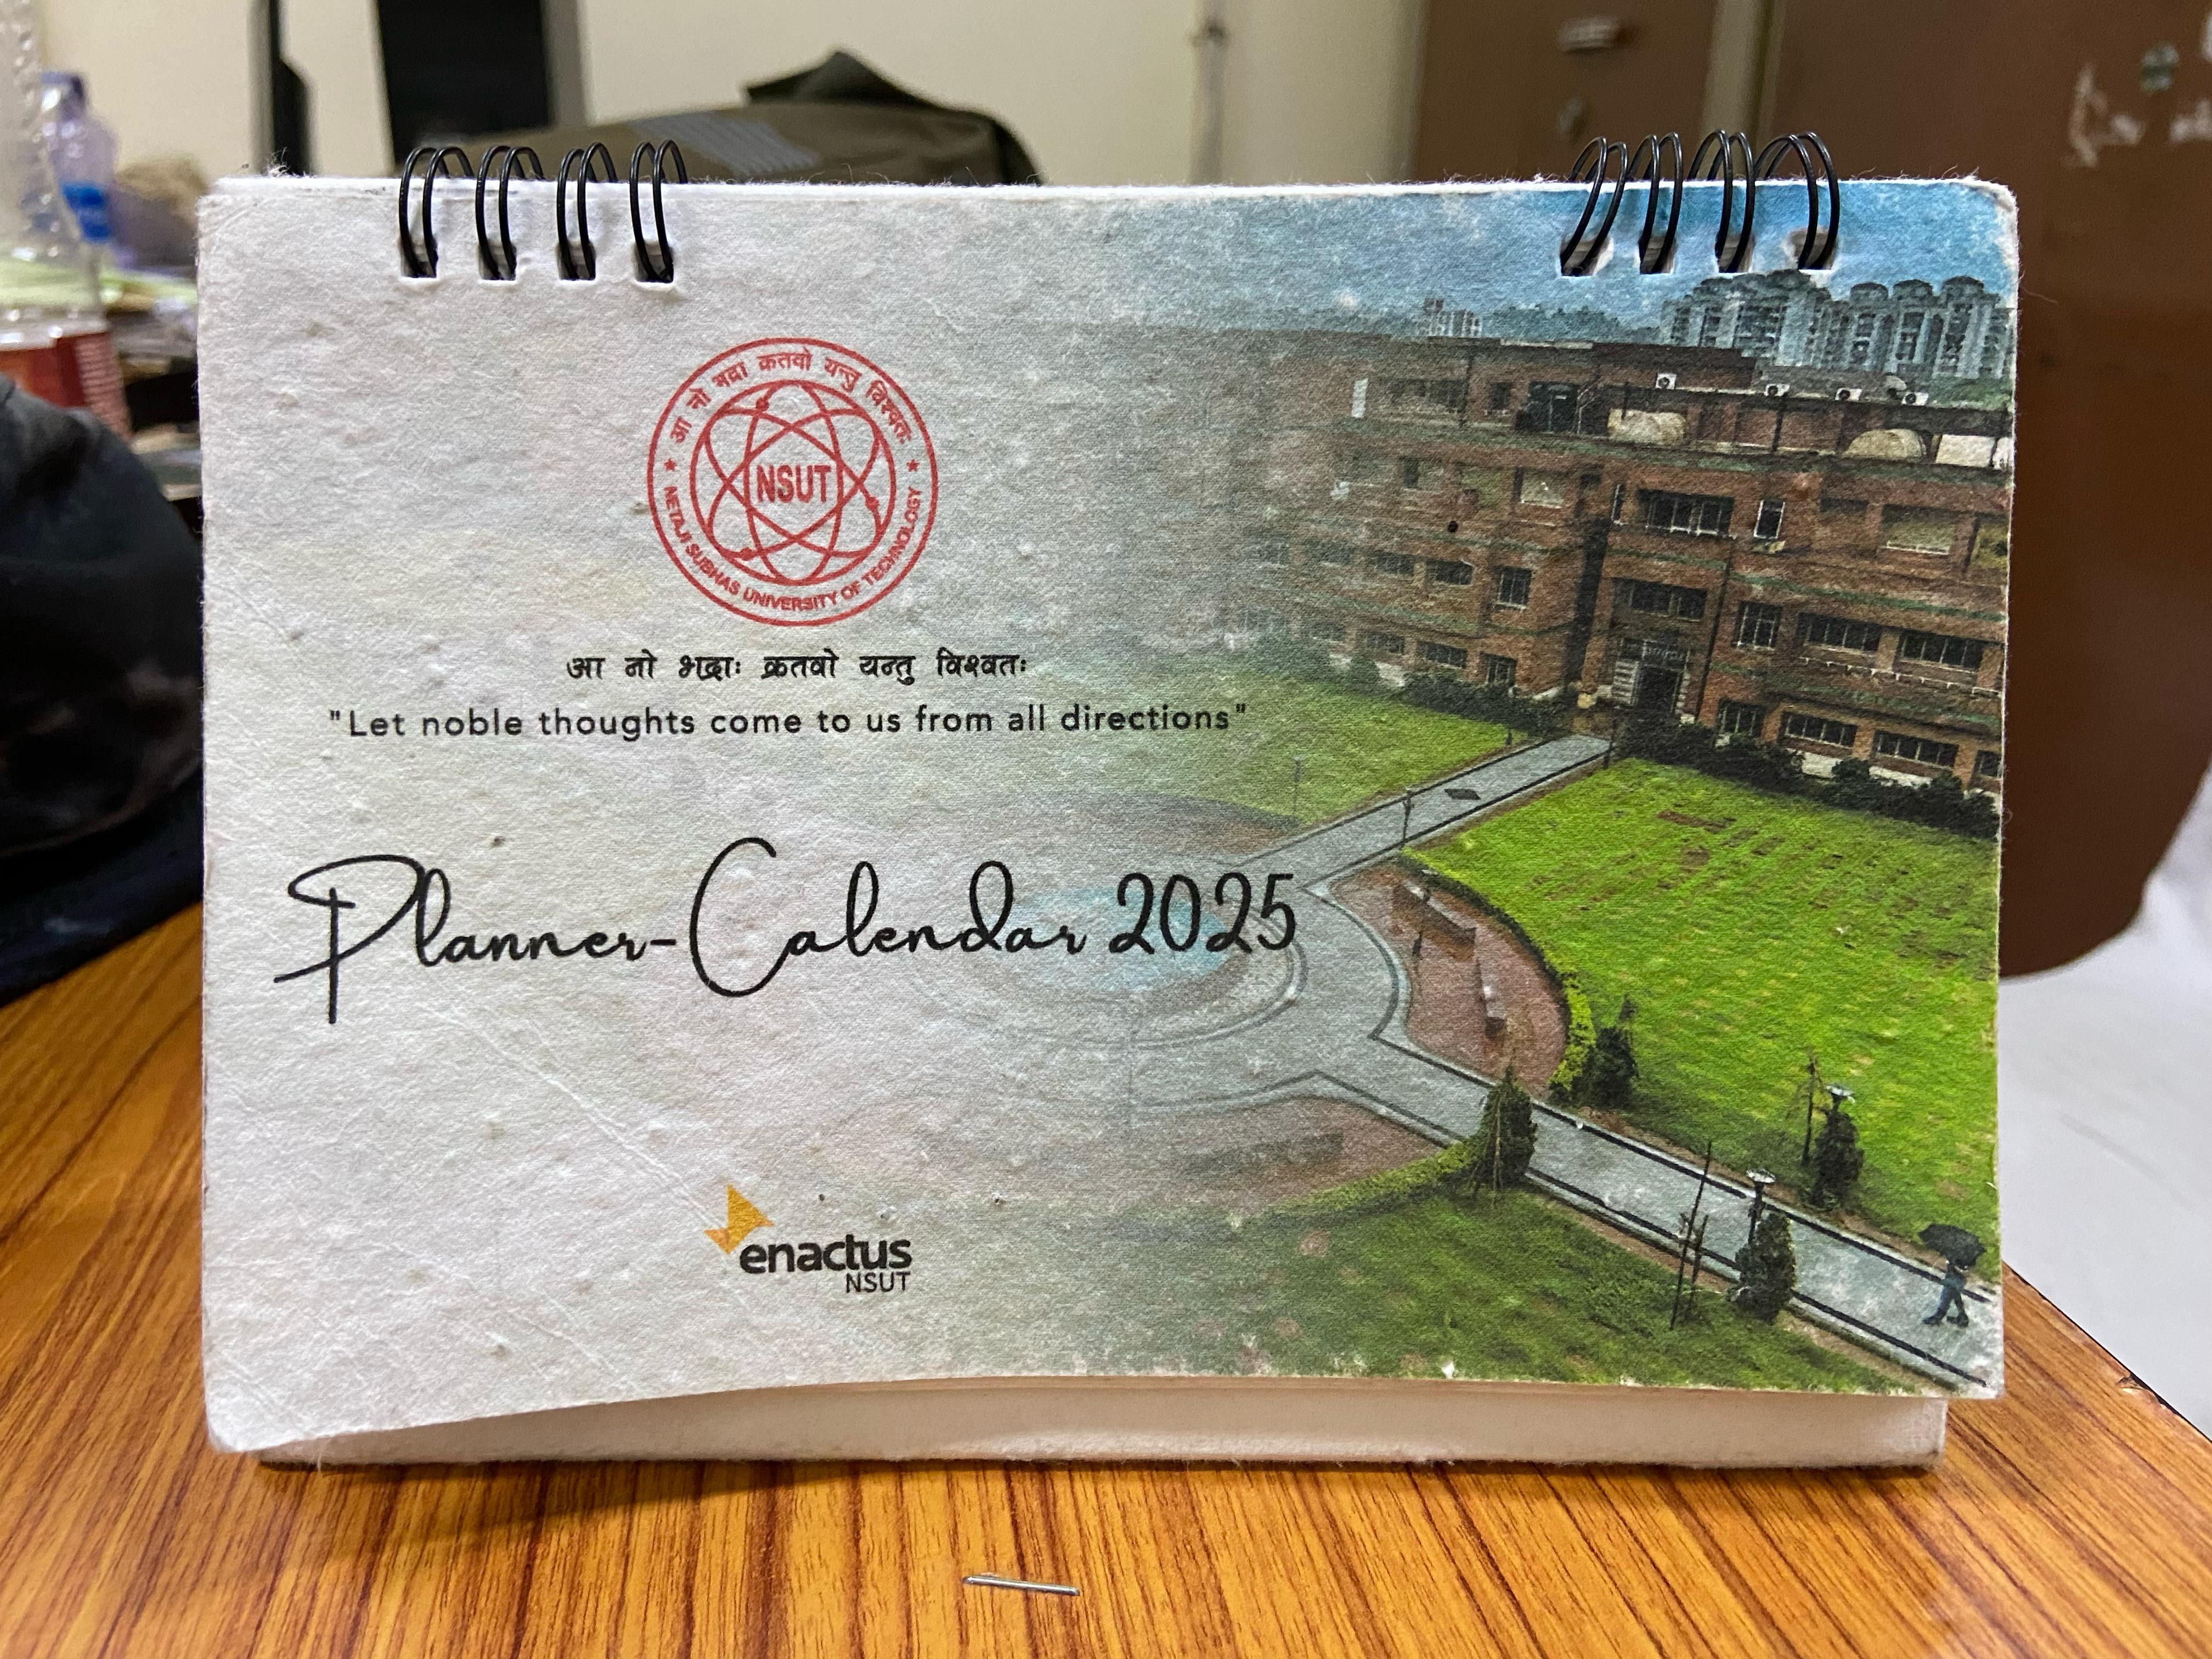 आ नो भद्राः क्रतवो यन्तु विश्वतः
NSUT
NETAJI SUBHAS UNIVERSITY OF TECHNOLOGY
आ नो भद्राः क्रतवो यन्तु विश्वतः
"Let noble thoughts come to us from all directions"
Planner-Calendar 2025
enactus
NSUT